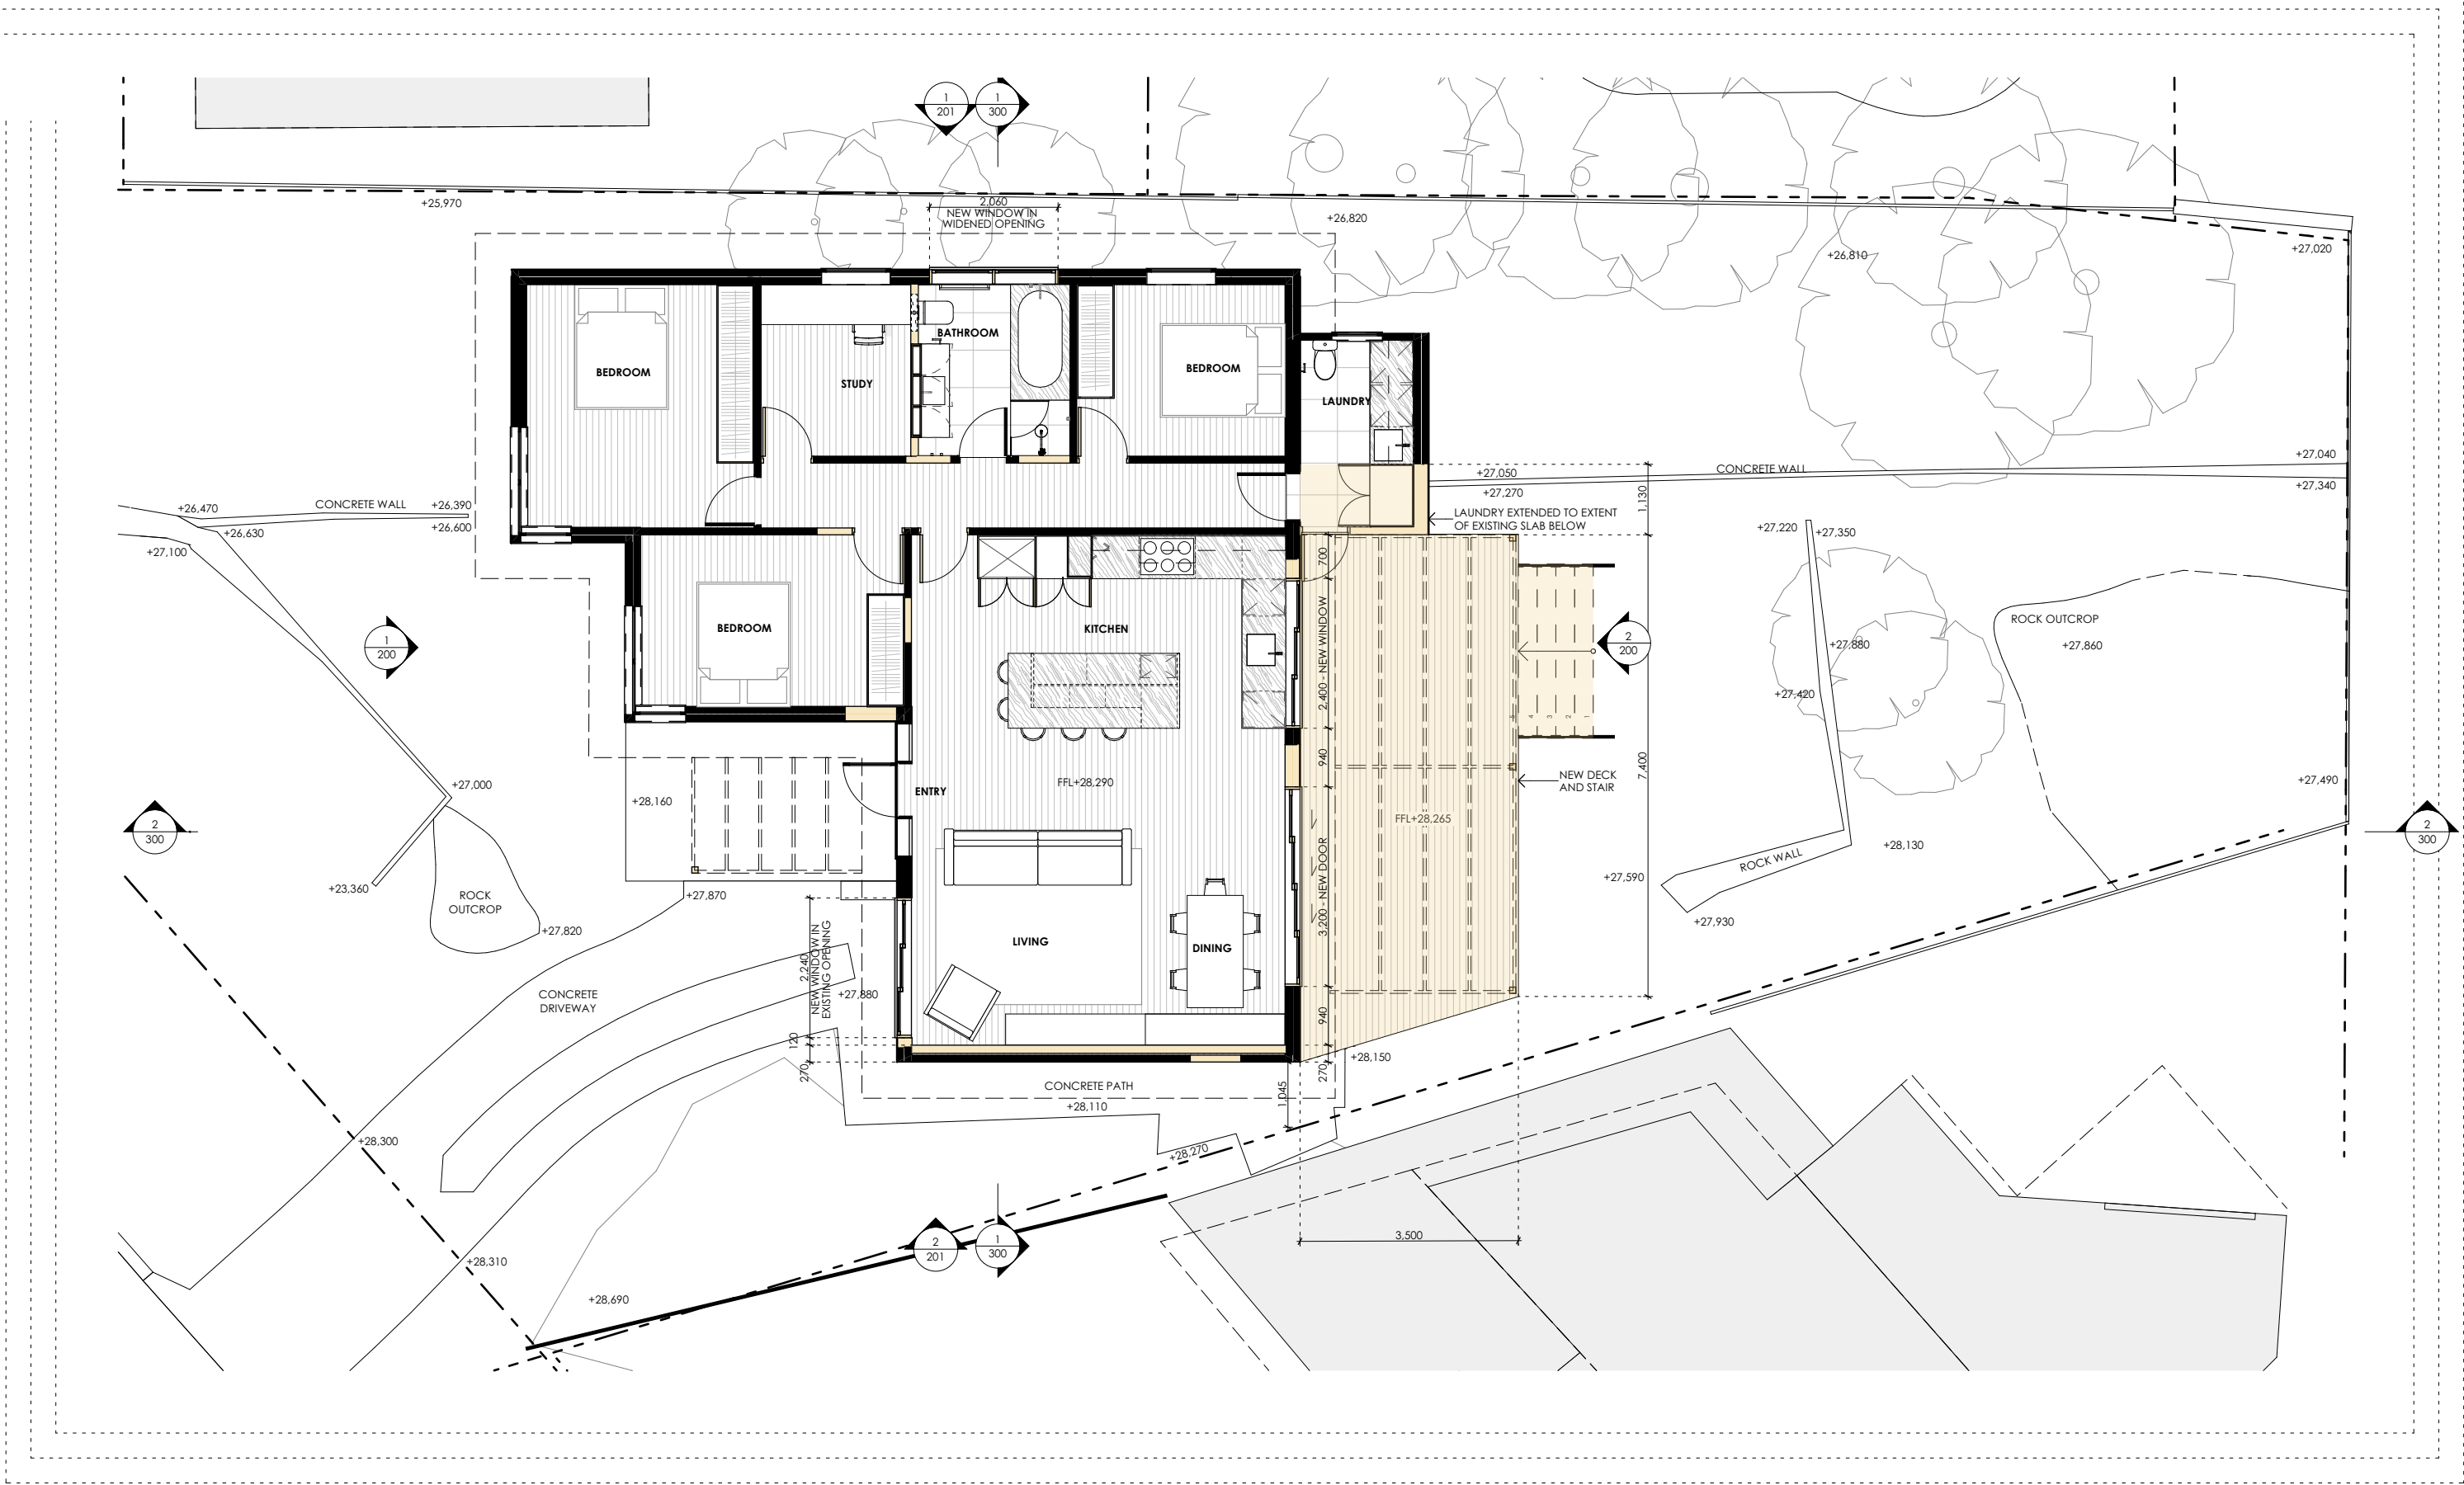 1
201
1
300
+25,970
2,060
NEW WINDOW IN
WIDENED OPENING
+26,820
+26,810
+27,020
BATHROOM
BEDROOM
STUDY
BEDROOM
LAUNDRY
+27,040
+27,340
CONCRETE WALL
+27,050
+27,270
1,130
LAUNDRY EXTENDED TO EXTENT
OF EXISTING SLAB BELOW
+26,470
CONCRETE WALL
+26,390
+26,600
+26,630
+27,100
+27,220
+27,350
700
1
200
BEDROOM
KITCHEN
2,400 - NEW WINDOW
2
200
ROCK OUTCROP
+27,860
+27,880
+27,420
5
4
3
2
1
940
7,400
NEW DECK
AND STAIR
+27,490
+27,000
+28,160
ENTRY
FFL+28,290
FFL+28,265
2
300
2
300
+28,130
ROCK WALL
+23,360
ROCK
OUTCROP
+27,870
+27,590
3,200 - NEW DOOR
+27,930
+27,820
LIVING
DINING
2,240
NEW WINDOW IN
EXISTING OPENING
+27,880
CONCRETE
DRIVEWAY
120
270
940
270
+28,150
CONCRETE PATH
+28,110
1,045
+28,300
+28,270
2
201
1
300
3,500
+28,310
+28,690